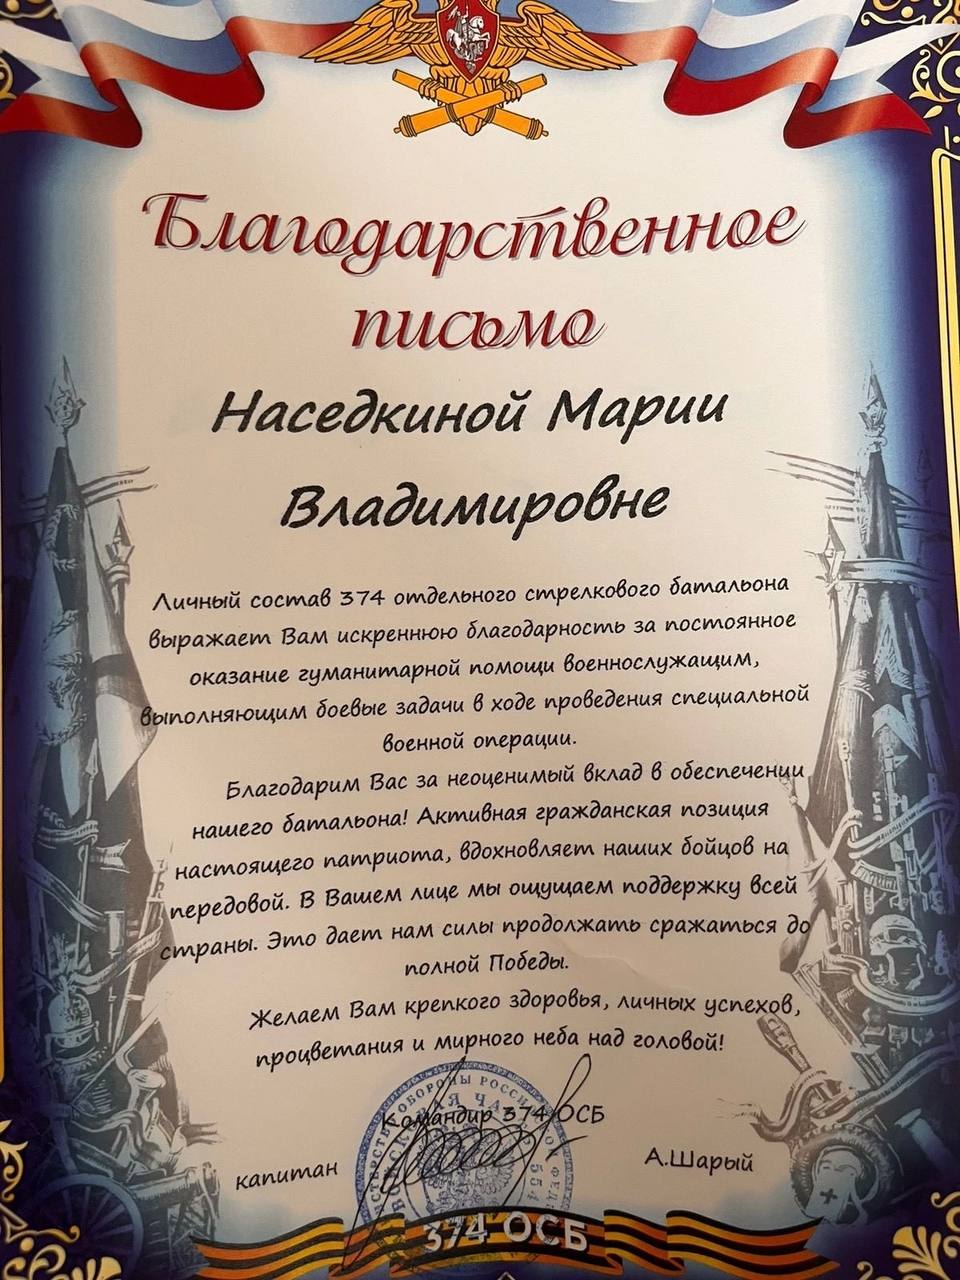 Благодарственное
письмо
Наседкиной Марии
Владимировне
Личный состав 374 отдельного стрелкового батальона
выражает Вам искреннюю благодарность за постоянное
оказание гуманитарной помощи военнослужащим,
выполняющим боевые задачи в ходе проведения специальной
военной операции.
Благодарим Вас за неоценимый вклад в обеспечении
нашего батальона! Активная гражданская позиция
настоящего патриота, вдохновляет наших бойцов на
передовой. В Вашем лице мы ощущаем поддержку всей
страны. Это дает нам силы продолжать сражаться до
полной Победы.
Желаем Вам крепкого здоровья, личных успехов,
процветания и мирного неба над головой!
Командир 374 ОСБ
капитан А.Шарый
374 ОСБ